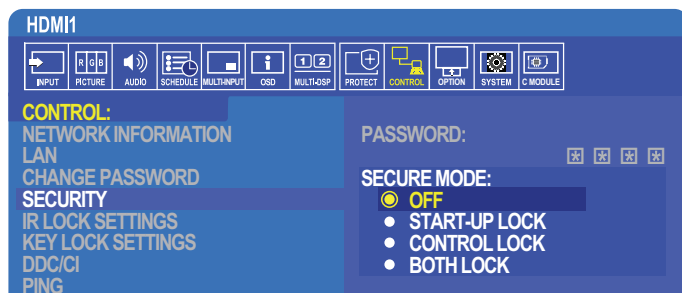 HDMI1
R G B
1 2
INPUT PICTURE AUDIO SCHEDULE MULTI-INPUT OSD MULTI-DSP PROTECT CONTROL OPTION SYSTEM C MODULE
CONTROL:
NETWORK INFORMATION
LAN
CHANGE PASSWORD
SECURITY
IR LOCK SETTINGS
KEY LOCK SETTINGS
DDC/CI
PING
PASSWORD:
* * * *
SECURE MODE:
OFF
START-UP LOCK
CONTROL LOCK
BOTH LOCK